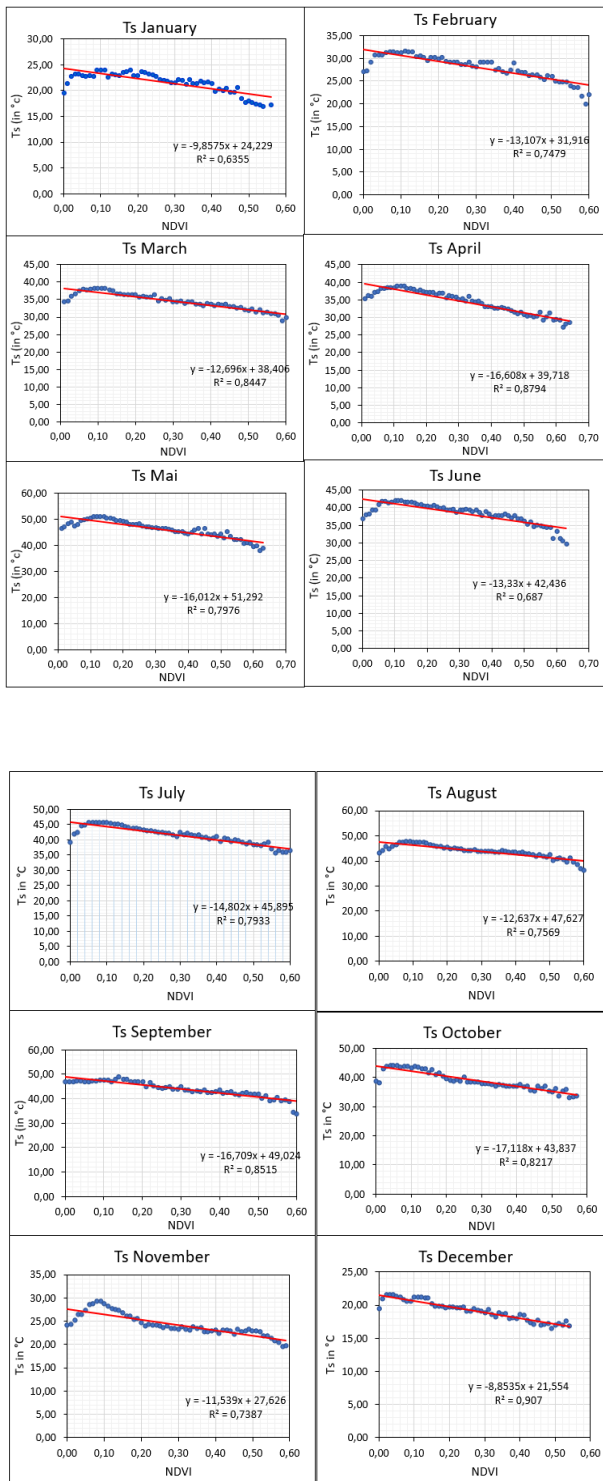 Ts January
30,00
25,00
20,00
15,00
10,00
5,00
0,00
Ts (in °c)
y = -9,8575x + 24,229
R² = 0,6355
0,00 0,10 0,20 0,30 0,40 0,50 0,60
NDVI
Ts February
35,00
30,00
25,00
20,00
15,00
10,00
5,00
0,00
Ts (in °c)
y = -13,107x + 31,916
R² = 0,7479
0,00 0,10 0,20 0,30 0,40 0,50 0,60
NDVI
Ts March
45,00
40,00
35,00
30,00
25,00
20,00
15,00
10,00
5,00
0,00
Ts (in °c)
y = -12,696x + 38,406
R² = 0,8447
0,00 0,10 0,20 0,30 0,40 0,50 0,60
NDVI
Ts April
45,00
40,00
35,00
30,00
25,00
20,00
15,00
10,00
5,00
0,00
Ts (in °c)
y = -16,608x + 39,718
R² = 0,8794
0,00 0,10 0,20 0,30 0,40 0,50 0,60 0,70
NDVI
Ts Mai
60,00
50,00
40,00
30,00
20,00
10,00
0,00
Ts (in °c)
y = -16,012x + 51,292
R² = 0,7976
0,00 0,10 0,20 0,30 0,40 0,50 0,60 0,70
NDVI
Ts June
45,00
40,00
35,00
30,00
25,00
20,00
15,00
10,00
5,00
0,00
Ts (in °C)
y = -13,33x + 42,436
R² = 0,687
0,00 0,10 0,20 0,30 0,40 0,50 0,60 0,70
NDVI
Ts July
50,00
45,00
40,00
35,00
30,00
25,00
20,00
15,00
10,00
5,00
0,00
Ts in °C
y = -14,802x + 45,895
R² = 0,7933
0,00 0,10 0,20 0,30 0,40 0,50 0,60
NDVI
Ts August
60,00
50,00
40,00
30,00
20,00
10,00
0,00
Ts in °C
y = -12,637x + 47,627
R² = 0,7569
0,00 0,10 0,20 0,30 0,40 0,50 0,60
NDVI
Ts September
60,00
50,00
40,00
30,00
20,00
10,00
0,00
Ts (in °c)
y = -16,709x + 49,024
R² = 0,8515
0,00 0,10 0,20 0,30 0,40 0,50 0,60
NDVI
Ts October
50,00
40,00
30,00
20,00
10,00
0,00
Ts in °C
y = -17,118x + 43,837
R² = 0,8217
0,00 0,10 0,20 0,30 0,40 0,50 0,60
NDVI
Ts November
35,00
30,00
25,00
20,00
15,00
10,00
5,00
0,00
Ts in °C
y = -11,539x + 27,626
R² = 0,7387
0,00 0,10 0,20 0,30 0,40 0,50 0,60
NDVI
Ts December
25,00
20,00
15,00
10,00
5,00
0,00
Ts in °C
y = -8,8535x + 21,554
R² = 0,907
0,00 0,10 0,20 0,30 0,40 0,50 0,60
NDVI